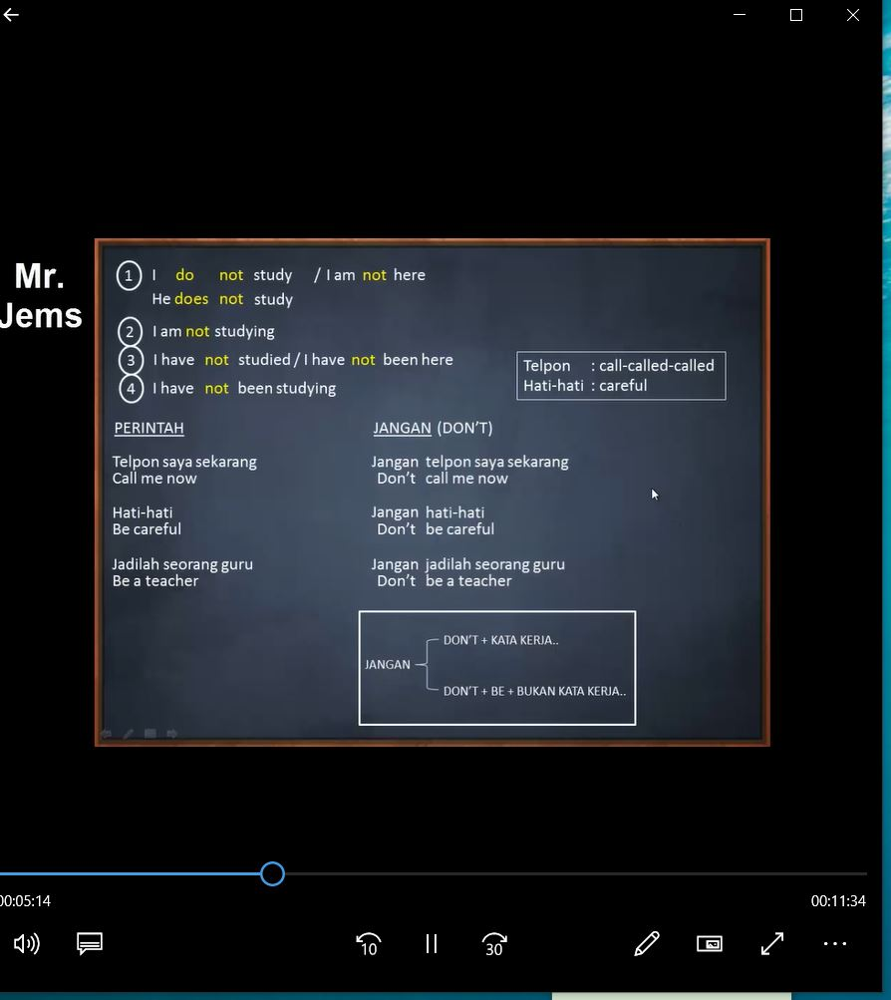 Mr.
Jems
1 I do not study / I am not here
He does not study
2 I am not studying
3 I have not studied / I have not been here
4 I have not been studying
Telpon : call-called-called
Hati-hati : careful
PERINTAH
JANGAN (DON'T)
Telpon saya sekarang
Call me now
Jangan telpon saya sekarang
Don't call me now
Hati-hati
Be careful
Jangan hati-hati
Don't be careful
Jadilah seorang guru
Be a teacher
Jangan jadilah seorang guru
Don't be a teacher
DON'T + KATA KERJA..
JANGAN
DON'T + BE + BUKAN KATA KERJA..
00:05:14
00:11:34
10
30